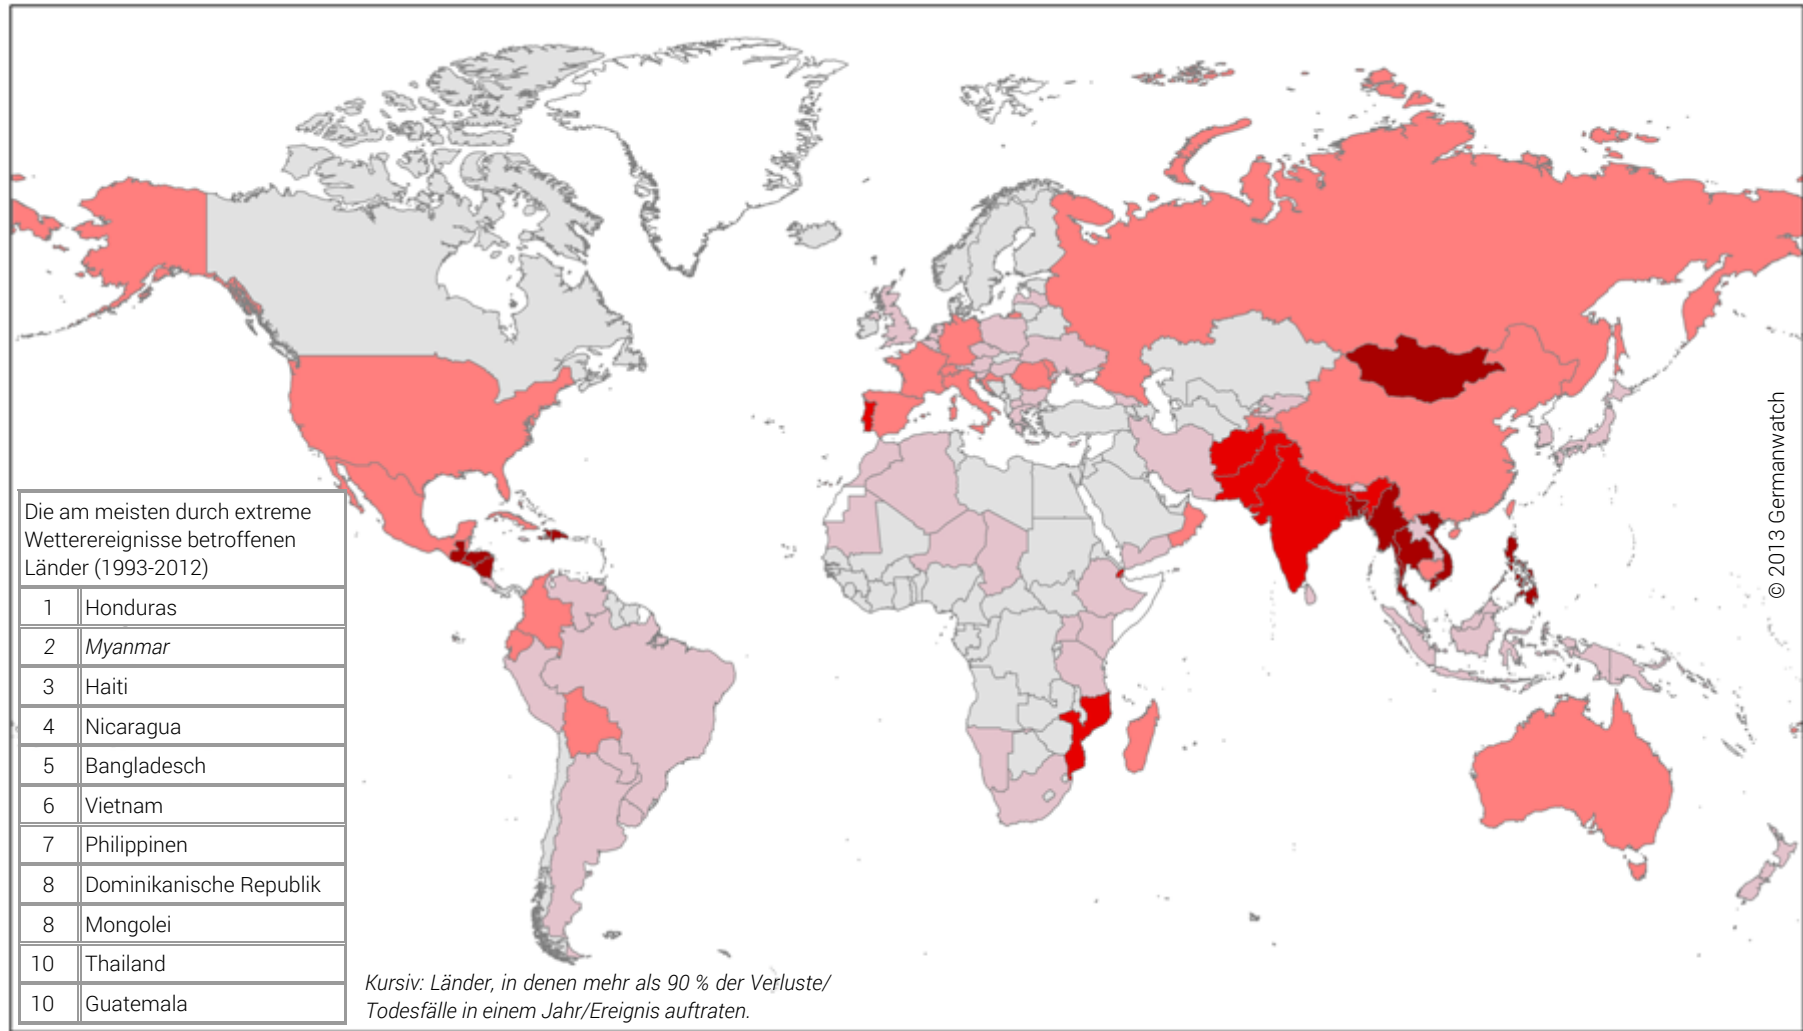 Die am meisten durch extreme
Wetterereignisse betroffenen
Länder (1993-2012)
1 Honduras
2 Myanmar
3 Haiti
4 Nicaragua
5 Bangladesch
6 Vietnam
7 Philippinen
8 Dominikanische Republik
8 Mongolei
10 Thailand
10 Guatemala
Kursiv: Länder, in denen mehr als 90 % der Verluste/
Todesfälle in einem Jahr/Ereignis auftraten.
© 2013 Germanwatch